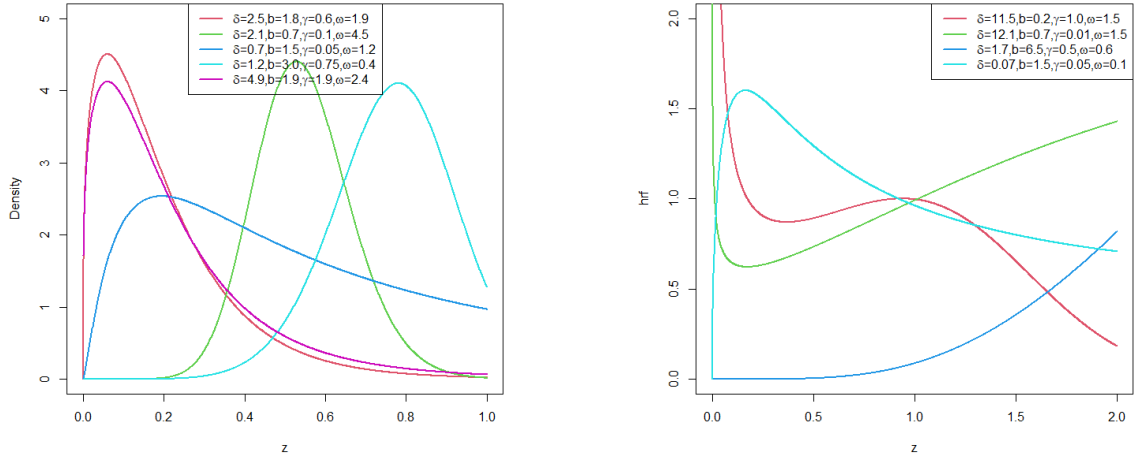 δ=2.5,b=1.8,γ=0.6,ω=1.9
δ=2.1,b=0.7,γ=0.1,ω=4.5
δ=0.7,b=1.5,γ=0.05,ω=1.2
δ=1.2,b=3.0,γ=0.75,ω=0.4
δ=4.9,b=1.9,γ=1.9,ω=2.4
Density
5
4
3
2
1
0
0.0 0.2 0.4 0.6 0.8 1.0
z
δ=11.5,b=0.2,γ=1.0,ω=1.5
δ=12.1,b=0.7,γ=0.01,ω=1.5
δ=1.7,b=6.5,γ=0.5,ω=0.6
δ=0.07,b=1.5,γ=0.05,ω=0.1
hrf
2.0
1.5
1.0
0.5
0.0
0.0 0.5 1.0 1.5 2.0
z